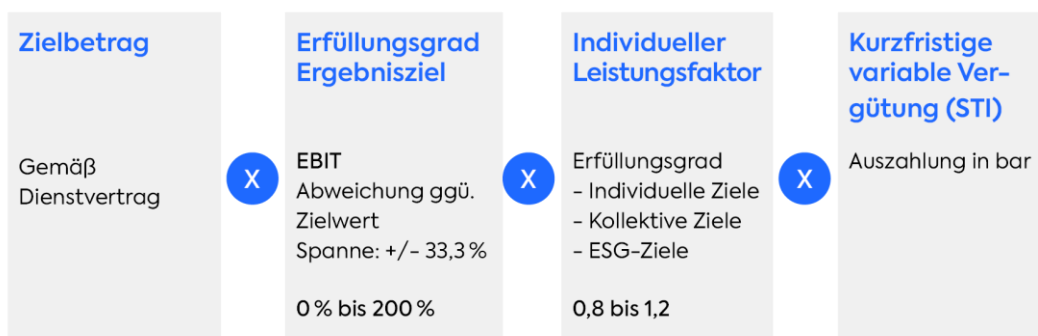 Zielbetrag
Gemäß
Dienstvertrag
X
Erfüllungsgrad
Ergebnisziel
EBIT
Abweichung ggü.
Zielwert
Spanne: +/- 33,3 %
0 % bis 200 %
X
Individueller
Leistungsfaktor
Erfüllungsgrad
- Individuelle Ziele
- Kollektive Ziele
- ESG-Ziele
0,8 bis 1,2
X
Kurzfristige
variable Ver-
gütung (STI)
Auszahlung in bar